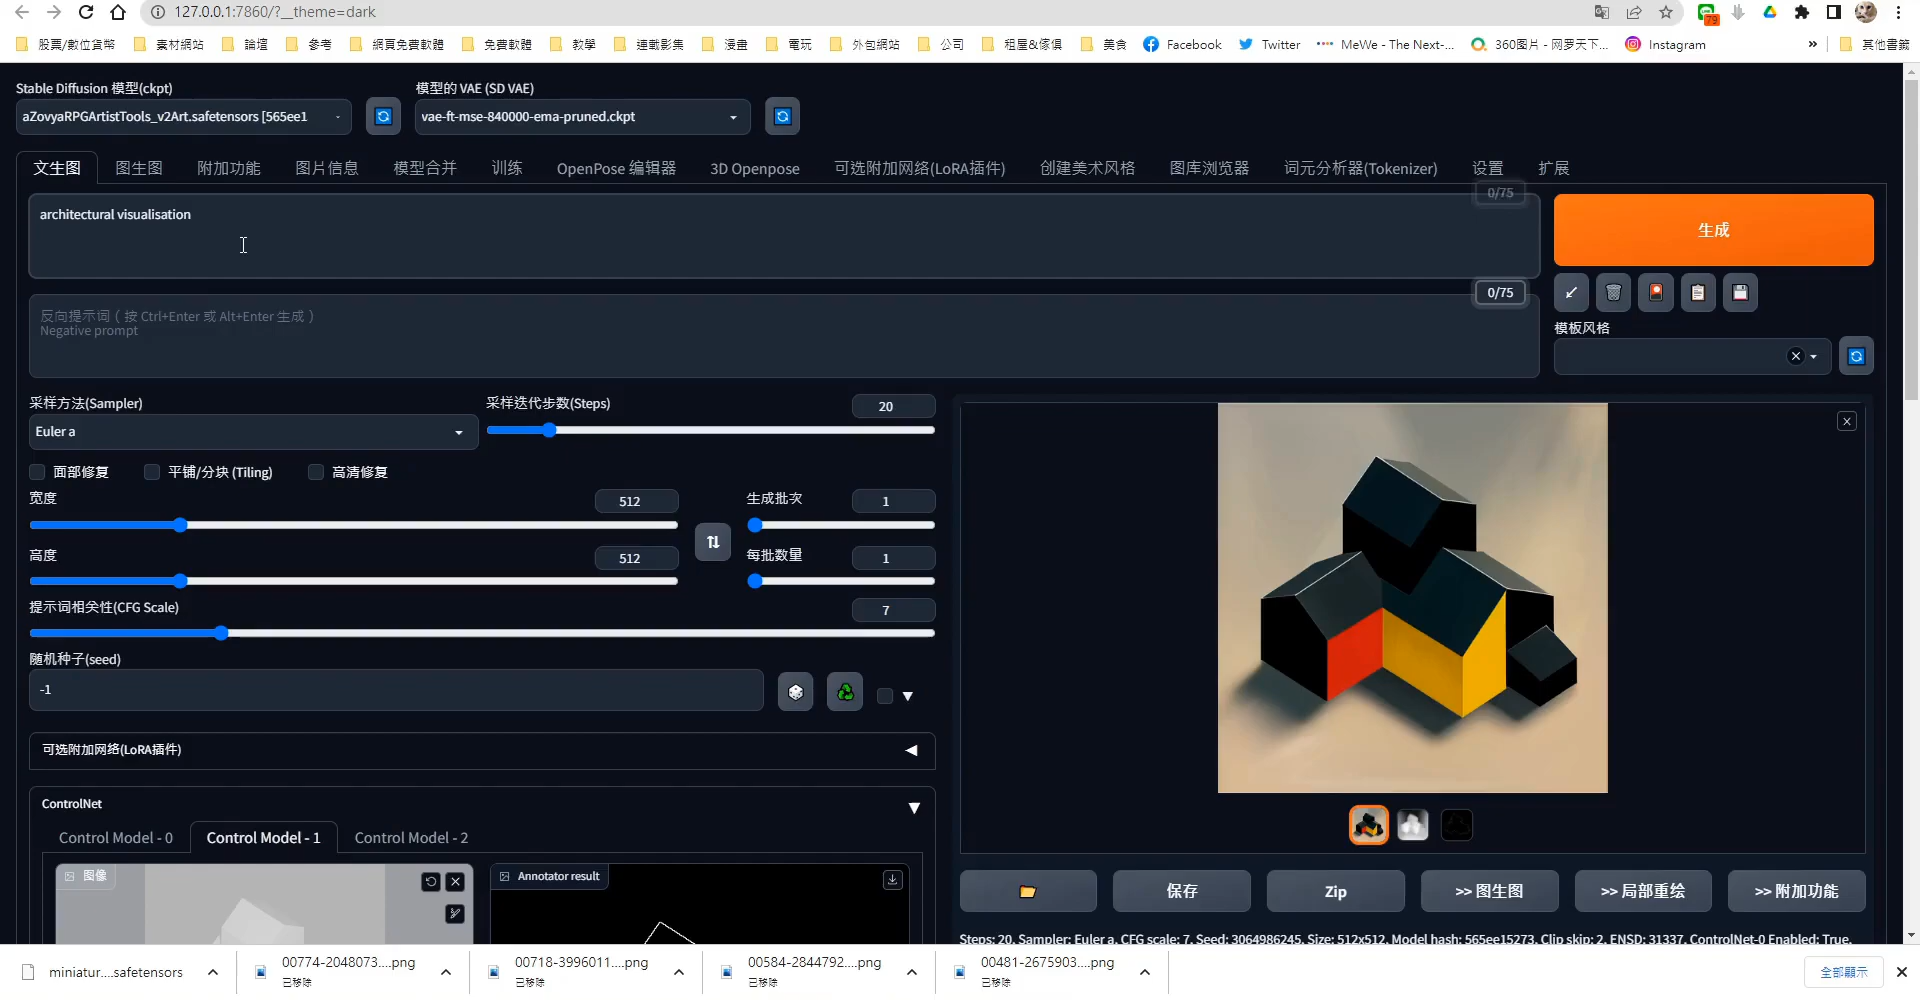 127.0.0.1:7860/?__theme=dark
79
股票/數位貨幣
素材網站
論壇
參考
網頁免費軟體
免費軟體
教學
連載影集
漫畫
電玩
外包網站
公司
租屋&傢俱
美食
Facebook
Twitter
MeWe - The Next-...
360图片 - 网罗天下...
Instagram
»
其他書籤
Stable Diffusion 模型(ckpt)
模型的 VAE (SD VAE)
aZovyaRPGArtistTools_v2Art.safetensors [565ee1
vae-ft-mse-840000-ema-pruned.ckpt
文生图
图生图
附加功能
图片信息
模型合并
训练
OpenPose 编辑器
3D Openpose
可选附加网络(LoRA插件)
创建美术风格
图库浏览器
词元分析器(Tokenizer)
设置
扩展
0/75
architectural visualisation
生成
0/75
反向提示词（按 Ctrl+Enter 或 Alt+Enter 生成）
Negative prompt
模板风格
采样方法(Sampler)
采样迭代步数(Steps)
20
Euler a
面部修复
平铺/分块 (Tiling)
高清修复
宽度
512
生成批次
1
高度
512
每批数量
1
提示词相关性(CFG Scale)
7
随机种子(seed)
-1
可选附加网络(LoRA插件)
ControlNet
Control Model - 0
Control Model - 1
Control Model - 2
图像
Annotator result
保存
Zip
>> 图生图
>> 局部重绘
>> 附加功能
Steps: 20, Sampler: Euler a, CFG scale: 7, Seed: 3064986245, Size: 512x512, Model hash: 565ee15273, Clip skip: 2, ENSD: 31337, ControlNet-0 Enabled: True,
miniatur....safetensors
00774-2048073....png
已移除
00718-3996011....png
已移除
00584-2844792....png
已移除
00481-2675903....png
已移除
全部顯示